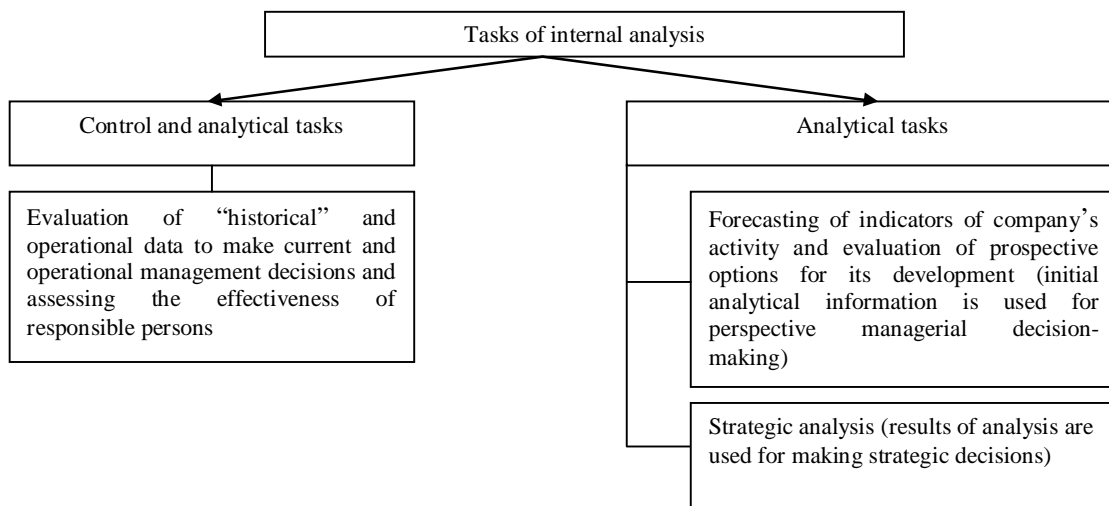 Tasks of internal analysis
Control and analytical tasks
Analytical tasks
Evaluation of “historical” and
operational data to make current and
operational management decisions and
assessing the effectiveness of
responsible persons
Forecasting of indicators of company’s
activity and evaluation of prospective
options for its development (initial
analytical information is used for
perspective managerial decision-
making)
Strategic analysis (results of analysis are
used for making strategic decisions)